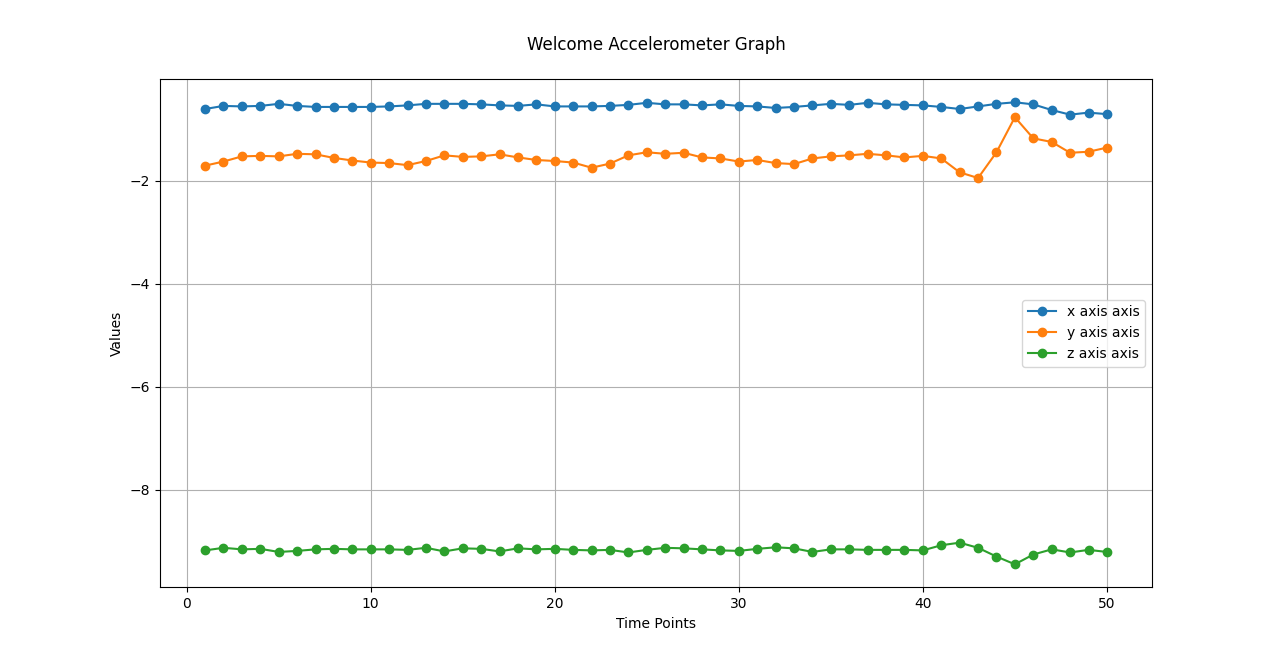 Welcome Accelerometer Graph
Values
−2
−4
−6
−8
x axis axis
y axis axis
z axis axis
0 10 20 30 40 50
Time Points